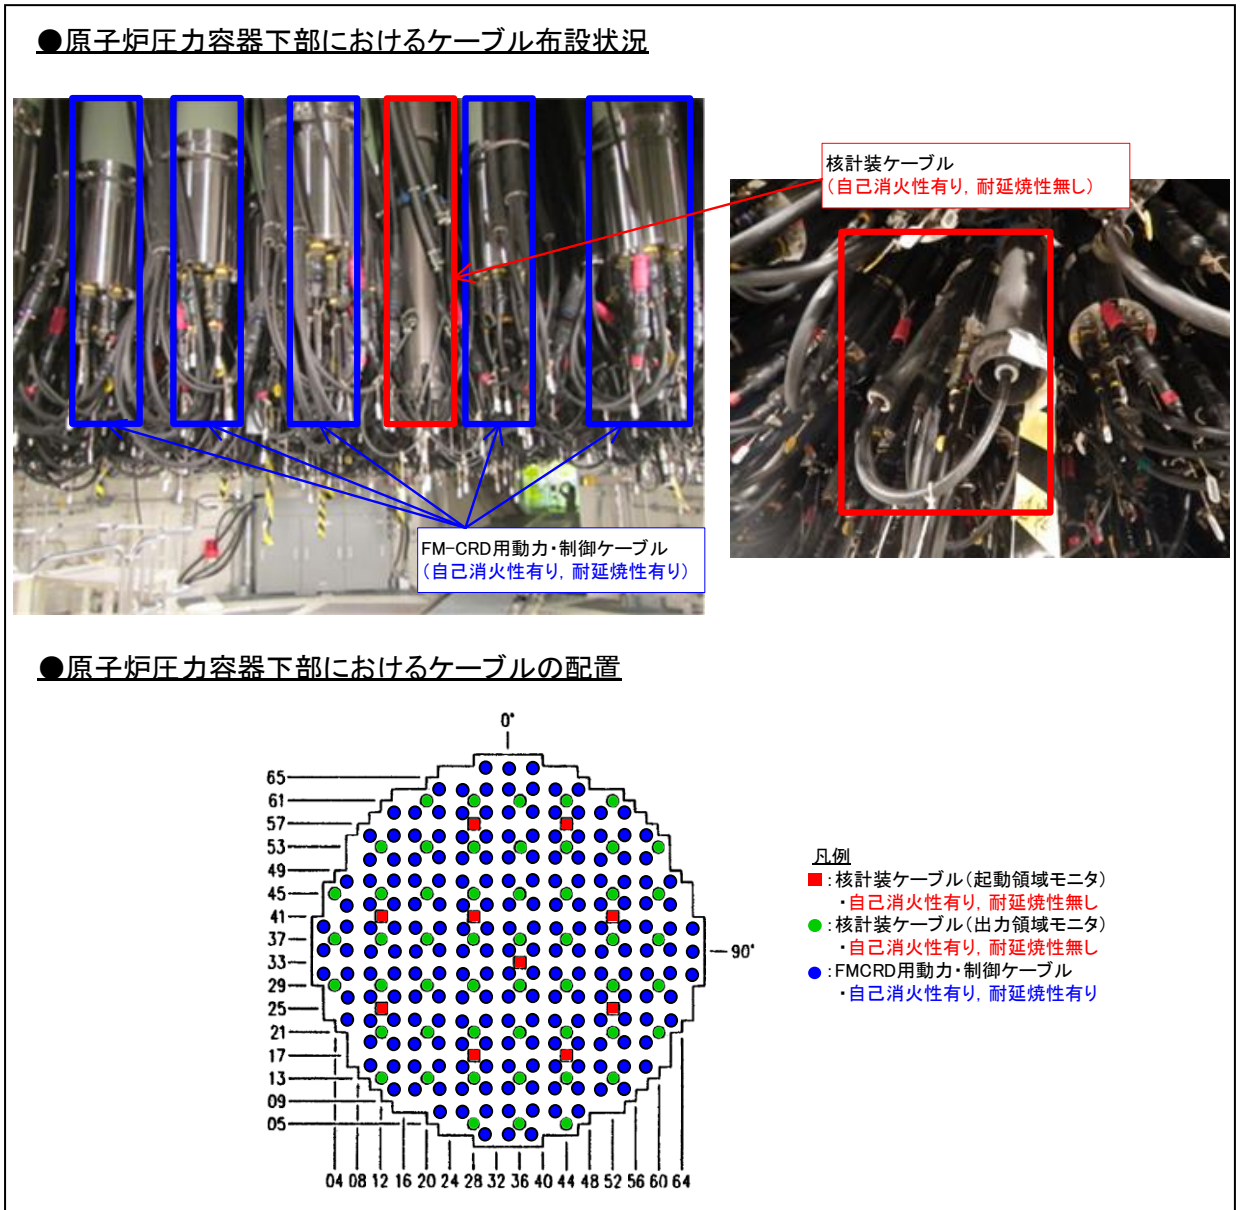 ●原子炉圧力容器下部におけるケーブル布設状況
核計装ケーブル
（自己消火性有り，耐延焼性無し）
FM-CRD用動力・制御ケーブル
（自己消火性有り，耐延焼性有り）
●原子炉圧力容器下部におけるケーブルの配置
0°
65
61
57
53
49
45
41
37
33
29
25
21
17
13
09
05
90°
04 08 12 16 20 24 28 32 36 40 44 48 52 56 60 64
凡例
■：核計装ケーブル（起動領域モニタ）
・自己消火性有り，耐延焼性無し
●：核計装ケーブル（出力領域モニタ）
・自己消火性有り，耐延焼性無し
●：FMCRD用動力・制御ケーブル
・自己消火性有り，耐延焼性有り